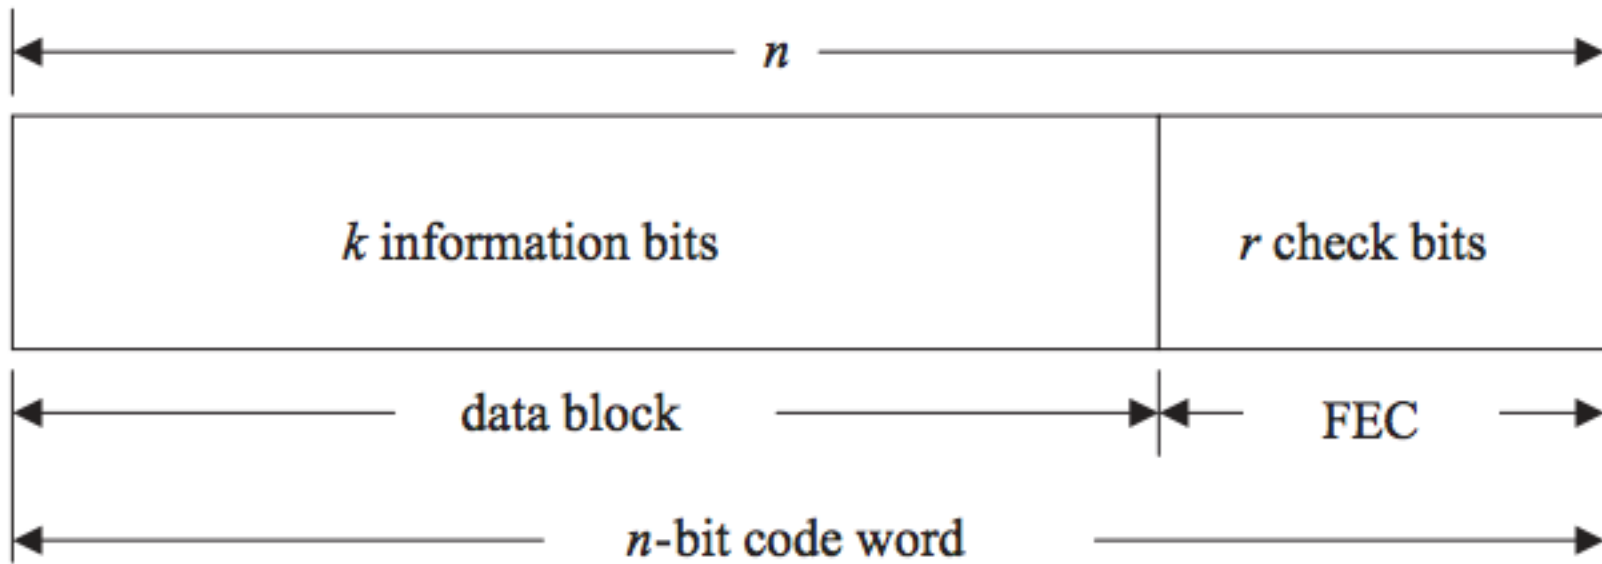 n
k information bits
r check bits
data block
FEC
n-bit code word